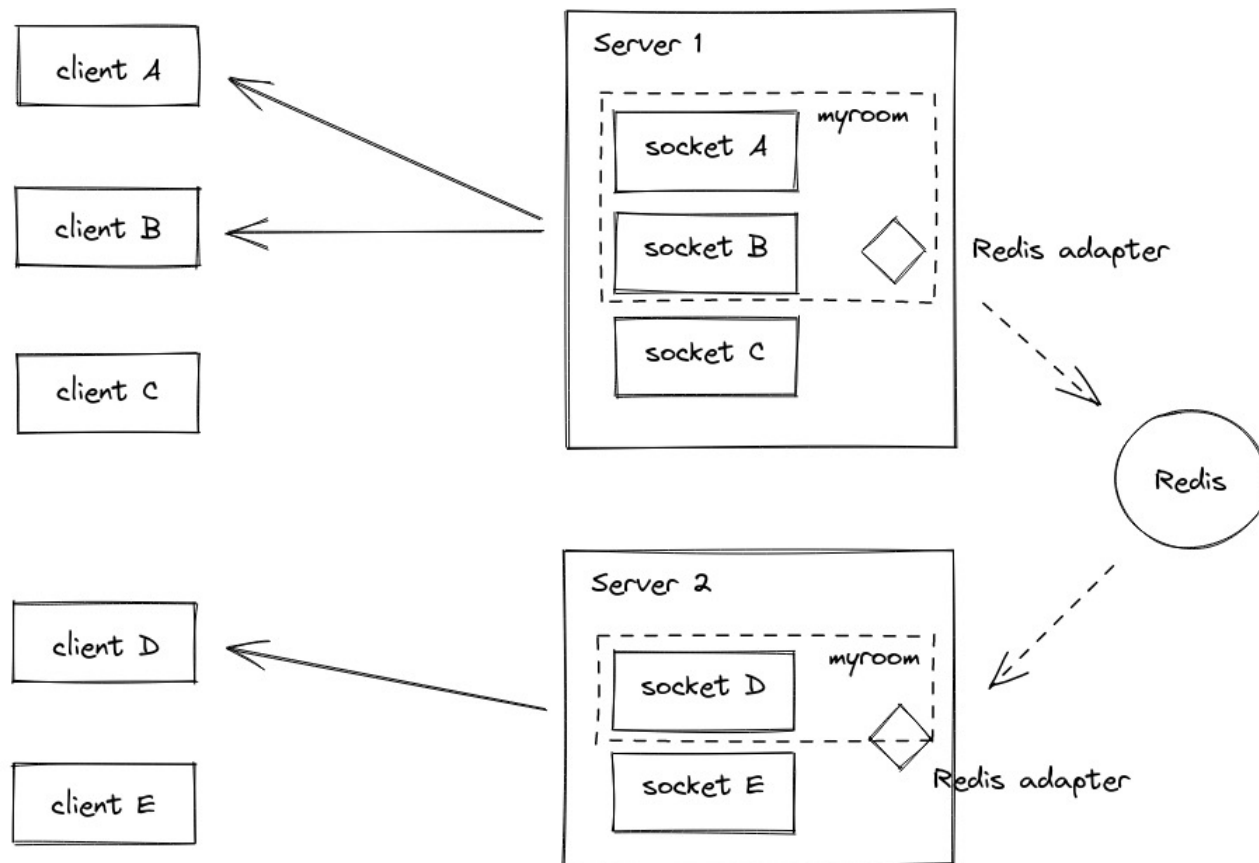 client A
client B
client C
Server 1
myroom
socket A
socket B
socket C
Redis adapter
Redis
client D
client E
Server 2
myroom
socket D
socket E
Redis adapter